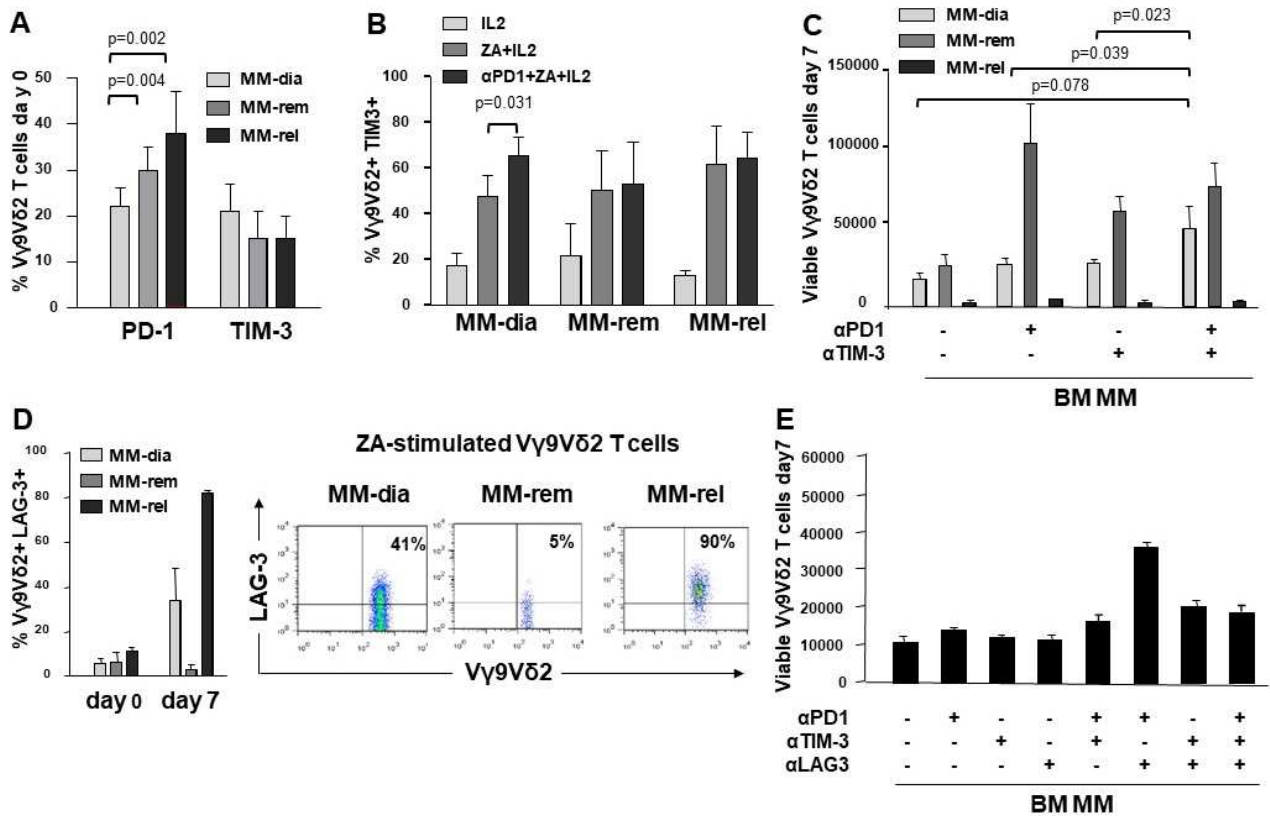 A
p=0.002
p=0.004
MM-dia
MM-rem
MM-rel
% Vγ9Vδ2 T cells da y 0
50
40
30
20
10
0
PD-1 TIM-3
B
IL2
ZA+IL2
αPD1+ZA+IL2
p=0.031
% Vγ9Vδ2+ TIM3+
100
80
60
40
20
0
MM-dia MM-rem MM-rel
C
MM-dia
MM-rem
MM-rel
p=0.023
p=0.039
p=0.078
Viable Vγ9Vδ2 T cells day 7
150000
100000
50000
0
αPD1 - + - +
αTIM-3 - - + +
BM MM
D
MM-dia
MM-rem
MM-rel
% Vγ9Vδ2+ LAG-3+
100
80
60
40
20
0
day 0 day 7
ZA-stimulated Vγ9Vδ2 T cells
MM-dia MM-rem MM-rel
41% 5% 90%
LAG-3
Vγ9Vδ2
E
Viable Vγ9Vδ2 T cells day7
60000
50000
40000
30000
20000
10000
0
αPD1 - + - - + + - +
αTIM-3 - - + - + - + +
αLAG3 - - - + - + + +
BM MM